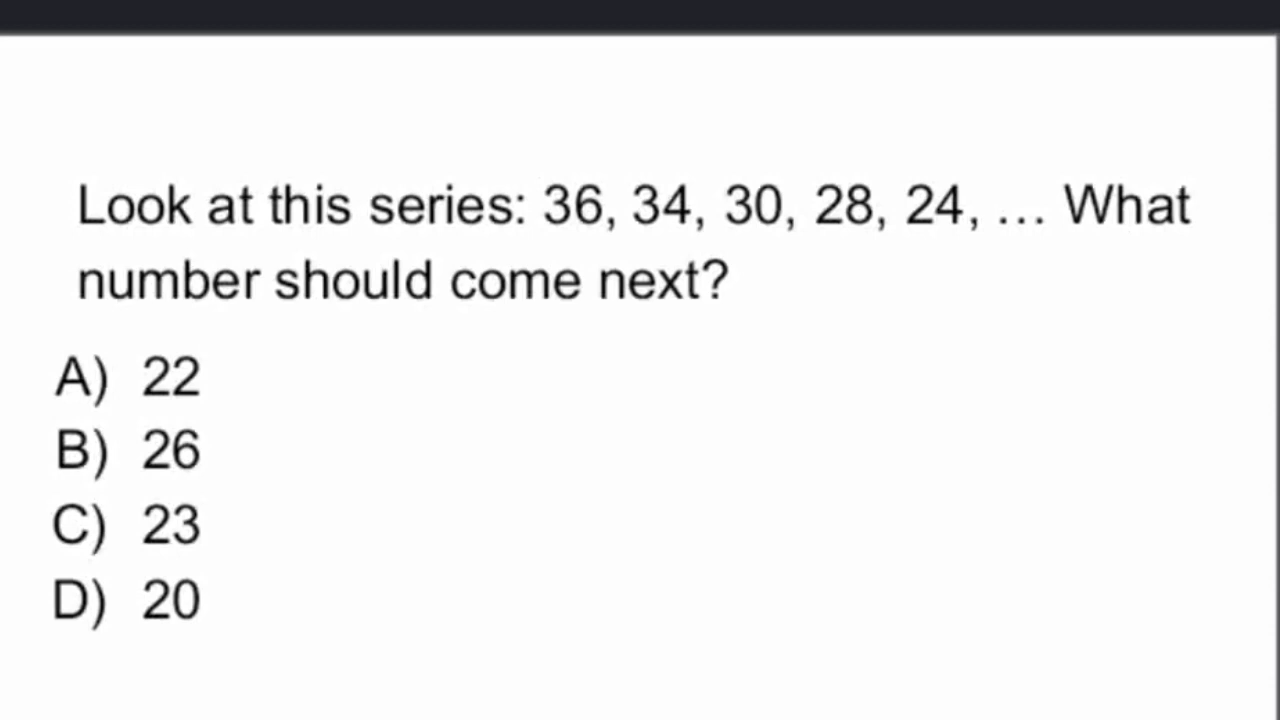 Look at this series: 36, 34, 30, 28, 24, … What
number should come next?
A) 22
B) 26
C) 23
D) 20